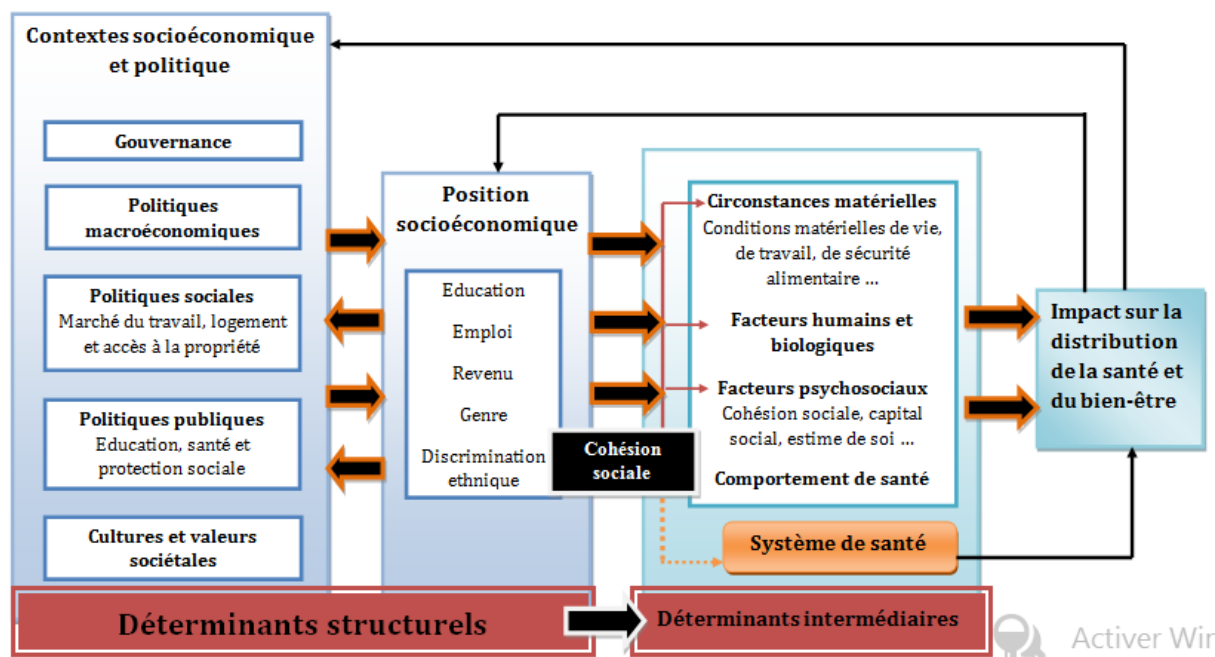 Contextes socioéconomique
et politique
Gouvernance
Politiques
macroéconomiques
Politiques sociales
Marché du travail, logement
et accès à la propriété
Politiques publiques
Education, santé et
protection sociale
Cultures et valeurs
sociétales
Position
socioéconomique
Education
Emploi
Revenu
Genre
Discrimination
ethnique
Cohésion
sociale
Circonstances matérielles
Conditions matérielles de vie,
de travail, de sécurité
alimentaire ...
Facteurs humains et
biologiques
Facteurs psychosociaux
Cohésion sociale, capital
social, estime de soi ...
Comportement de santé
Système de santé
Impact sur la
distribution
de la santé et
du bien-être
Déterminants structurels
Déterminants intermédiaires
Activer Wir